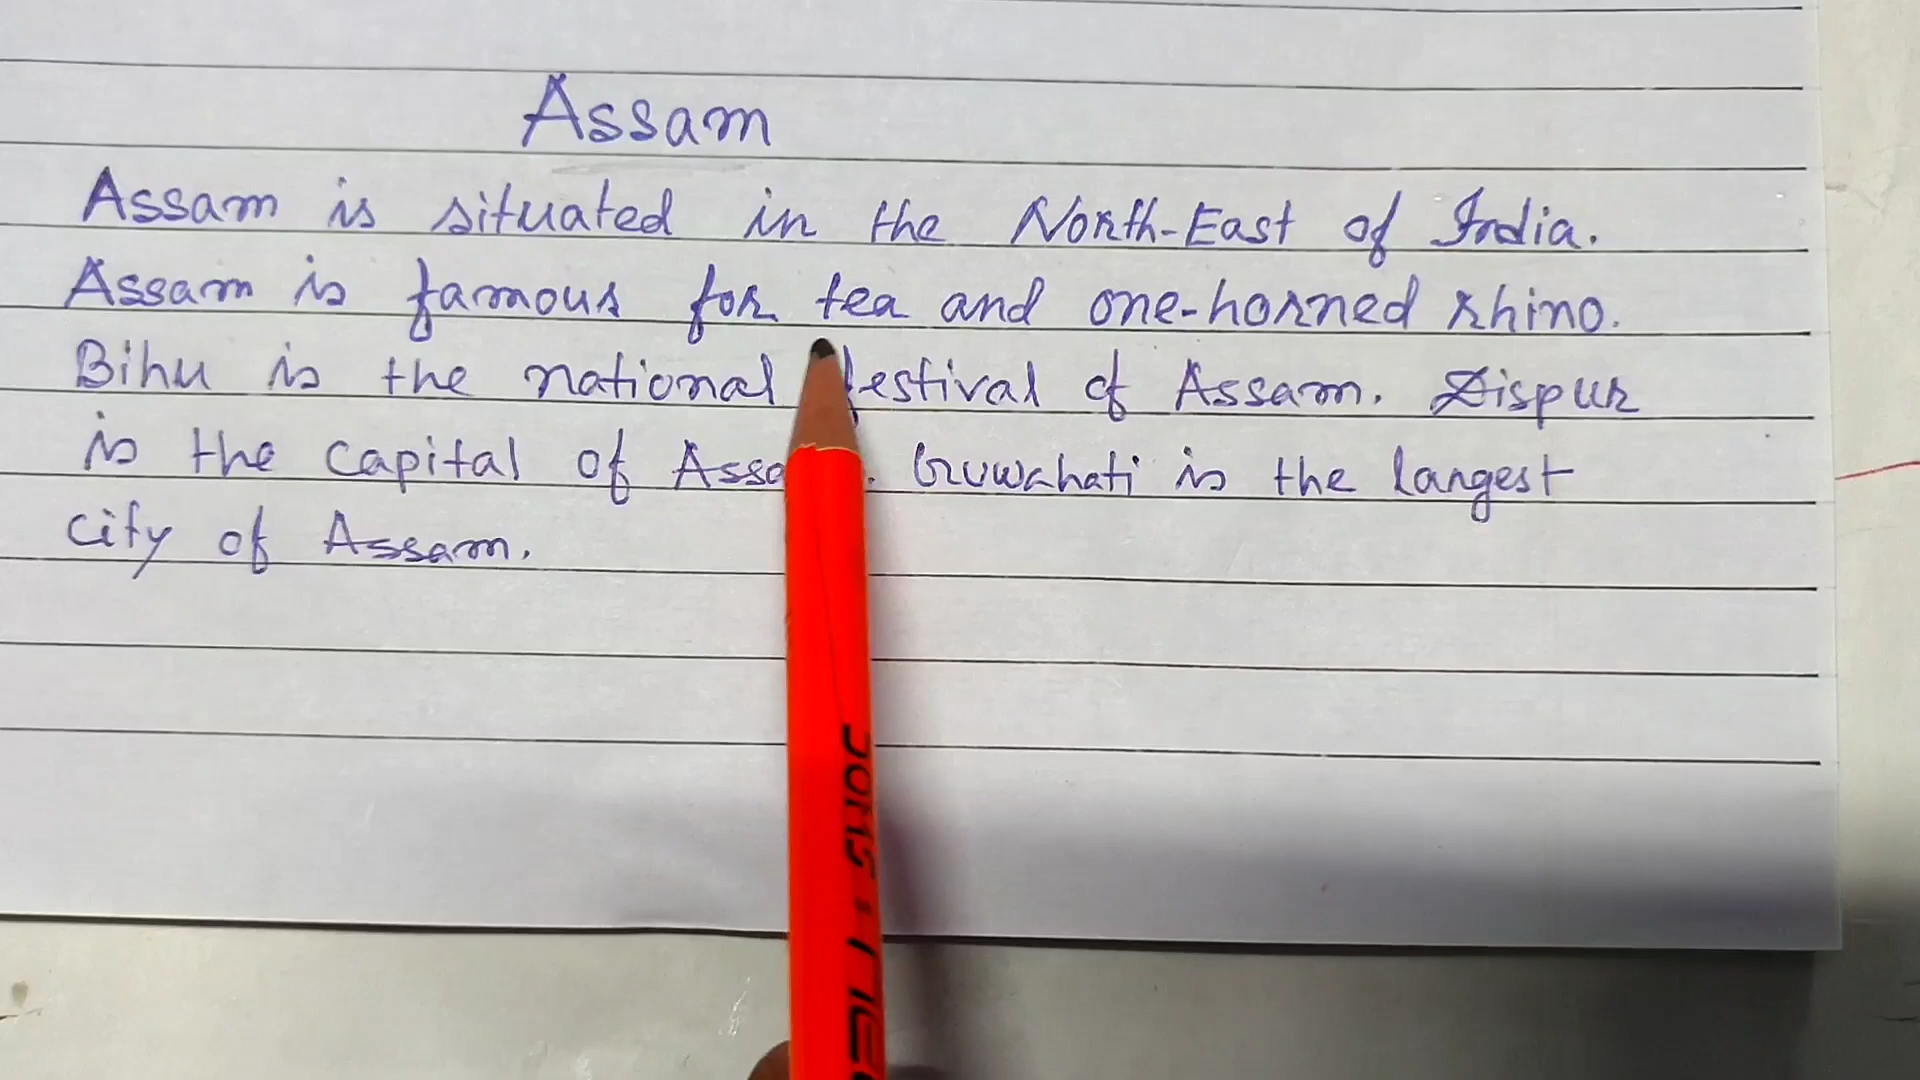 Assam
Assam is situated in the North-East of India.
Assam is famous for tea and one-horned rhino.
Bihu is the national festival of Assam. Dispur
is the capital of Assam. Guwahati is the largest
city of Assam.